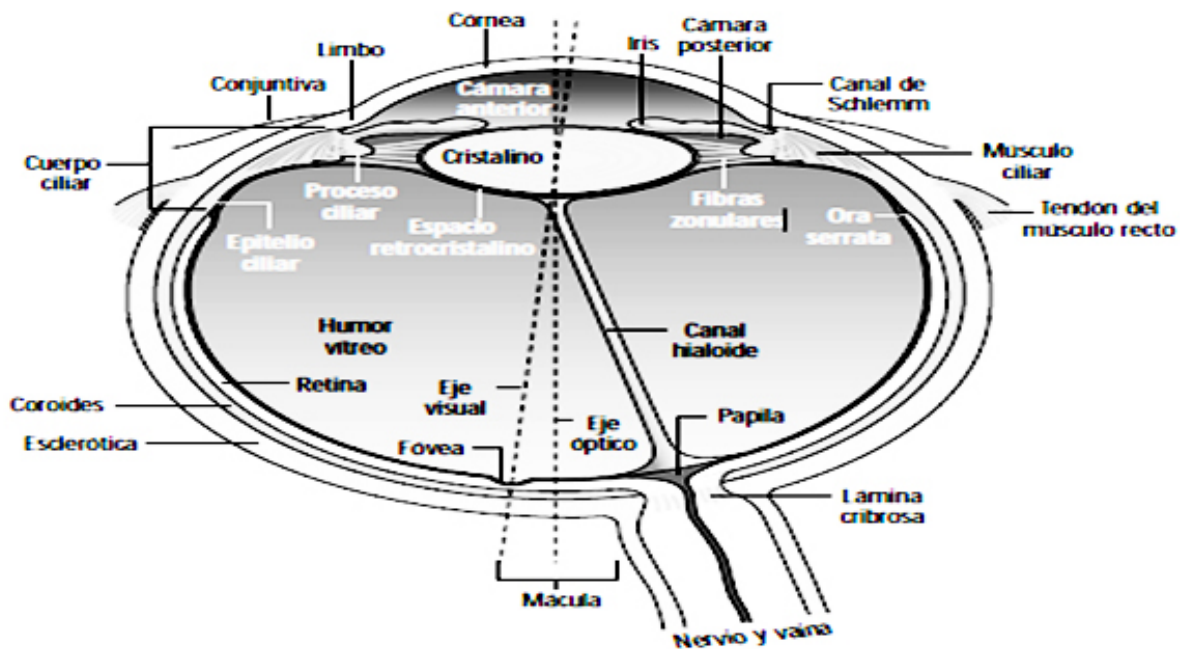 Córnea
Limbo
Conjuntiva
Cuerpo
ciliar
Cámara
anterior
Iris
Cámara
posterior
Canal de
Schlemm
Músculo
ciliar
Tendón del
músculo recto
Cristalino
Proceso
ciliar
Epitelio
ciliar
Espacio
retrocristalino
Fibras
zonulares
Ora
serrata
Humor
vítreo
Canal
hialoide
Retina
Eje
visual
Eje
óptico
Papila
Coroides
Esclerótica
Fóvea
Lámina
cribrosa
Mácula
Nervio y vaina